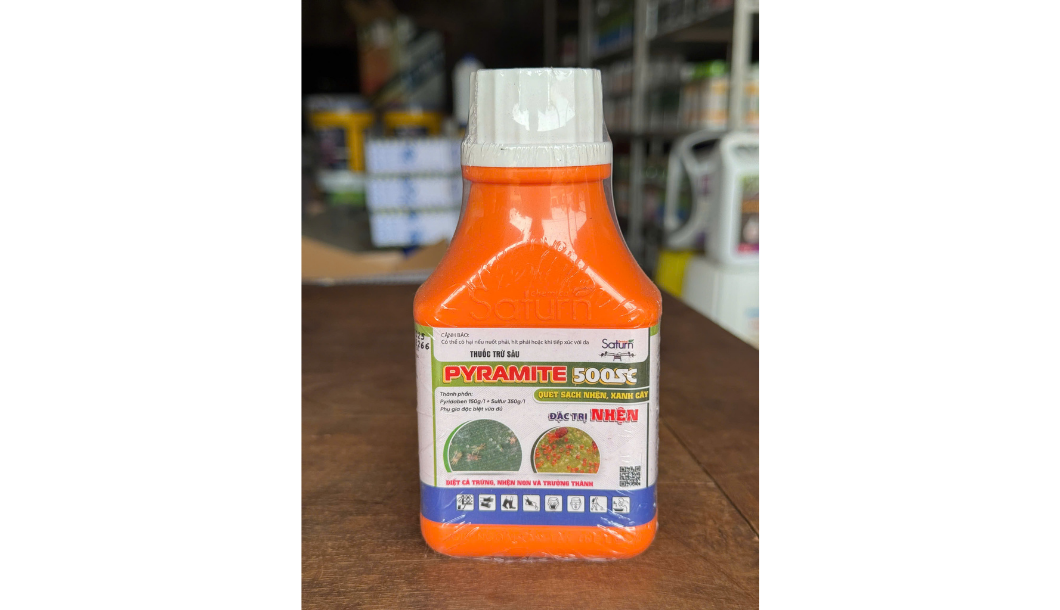 Saturn
CẢNH BÁO:
Có thể có hại nếu nuốt phải, hít phải hoặc khi tiếp xúc với da
Saturn
THUỐC TRỪ SÂU
PYRAMITE 500SC
Thành phần:
Pyridaben 150g/l + Sulfur 350g/l
Phụ gia đặc biệt vừa đủ
QUÉT SẠCH NHỆN, XANH CÂY
ĐẶC TRỊ NHỆN
DIỆT CẢ TRỨNG, NHỆN NON VÀ TRƯỞNG THÀNH